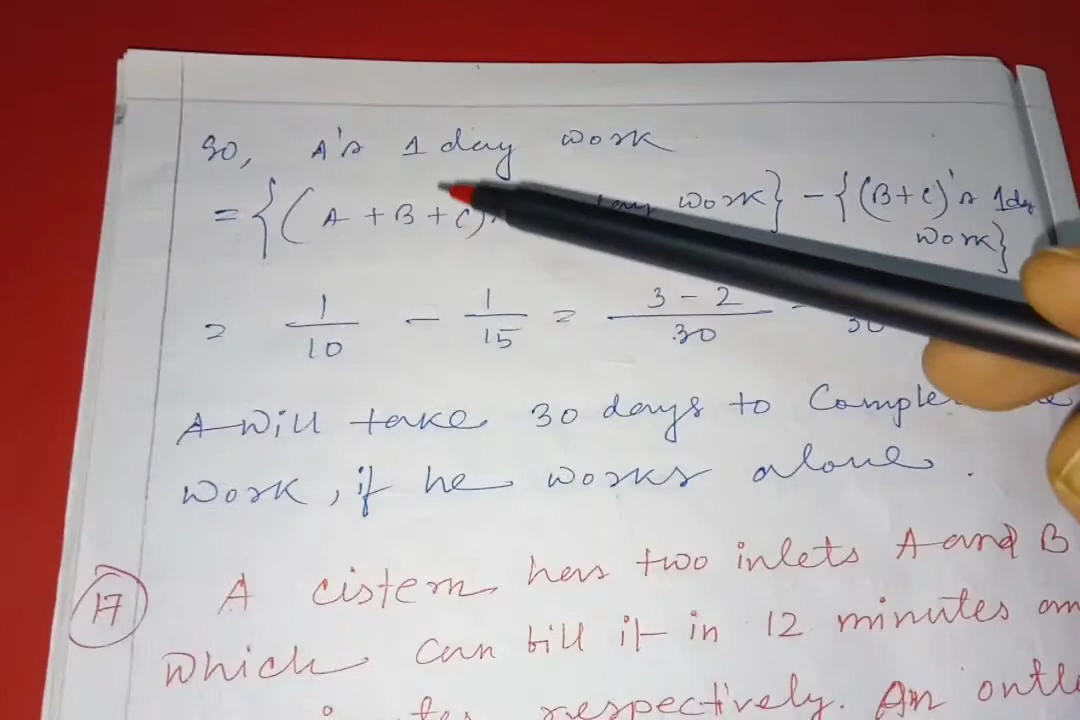 So, A's 1 day work
= {(A + B + C)'s day work} - {(B+C)'s 1 day
work}
= 1/10 - 1/15 = 3 - 2/30 = /30
A will take 30 days to Comple
work, if he works alone.
17 A cistern has two inlets A and B
which can fill it in 12 minutes
respectively. An outl